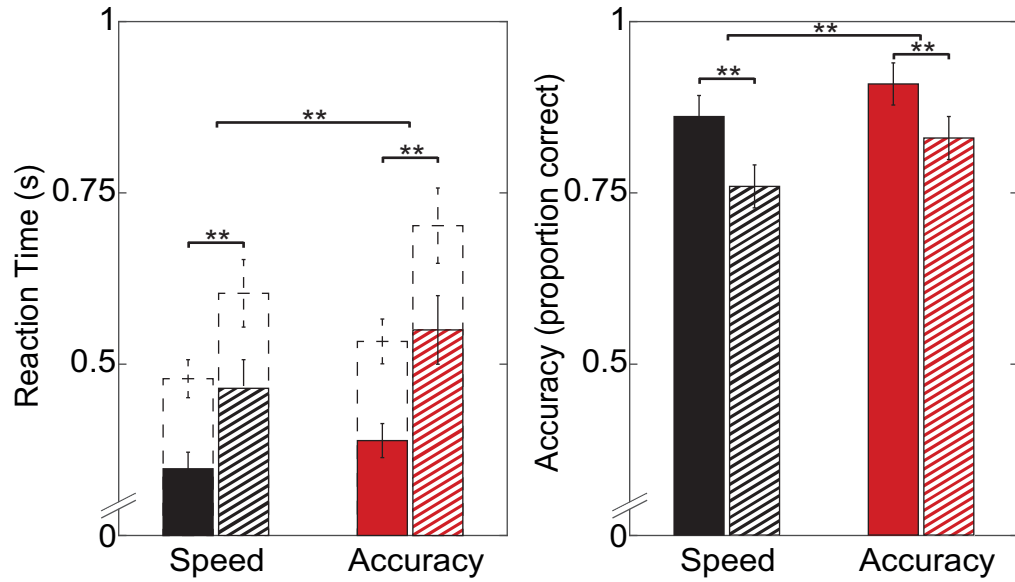 Reaction Time (s)
1
0.75
0.5
0
**
**
**
Speed
Accuracy
Accuracy (proportion correct)
1
0.75
0.5
0
**
**
**
Speed
Accuracy